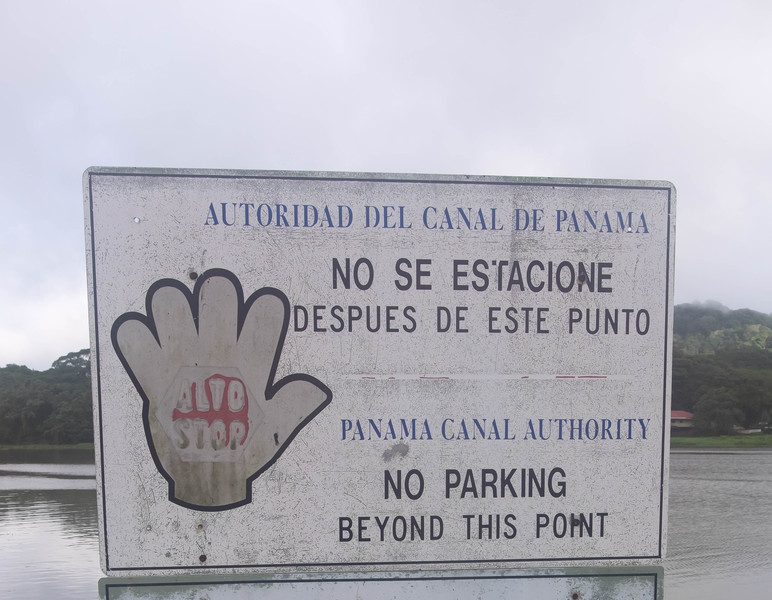 AUTORIDAD DEL CANAL DE PANAMA
NO SE ESTACIONE
DESPUES DE ESTE PUNTO
ALTO
STOP
PANAMA CANAL AUTHORITY
NO PARKING
BEYOND THIS POINT